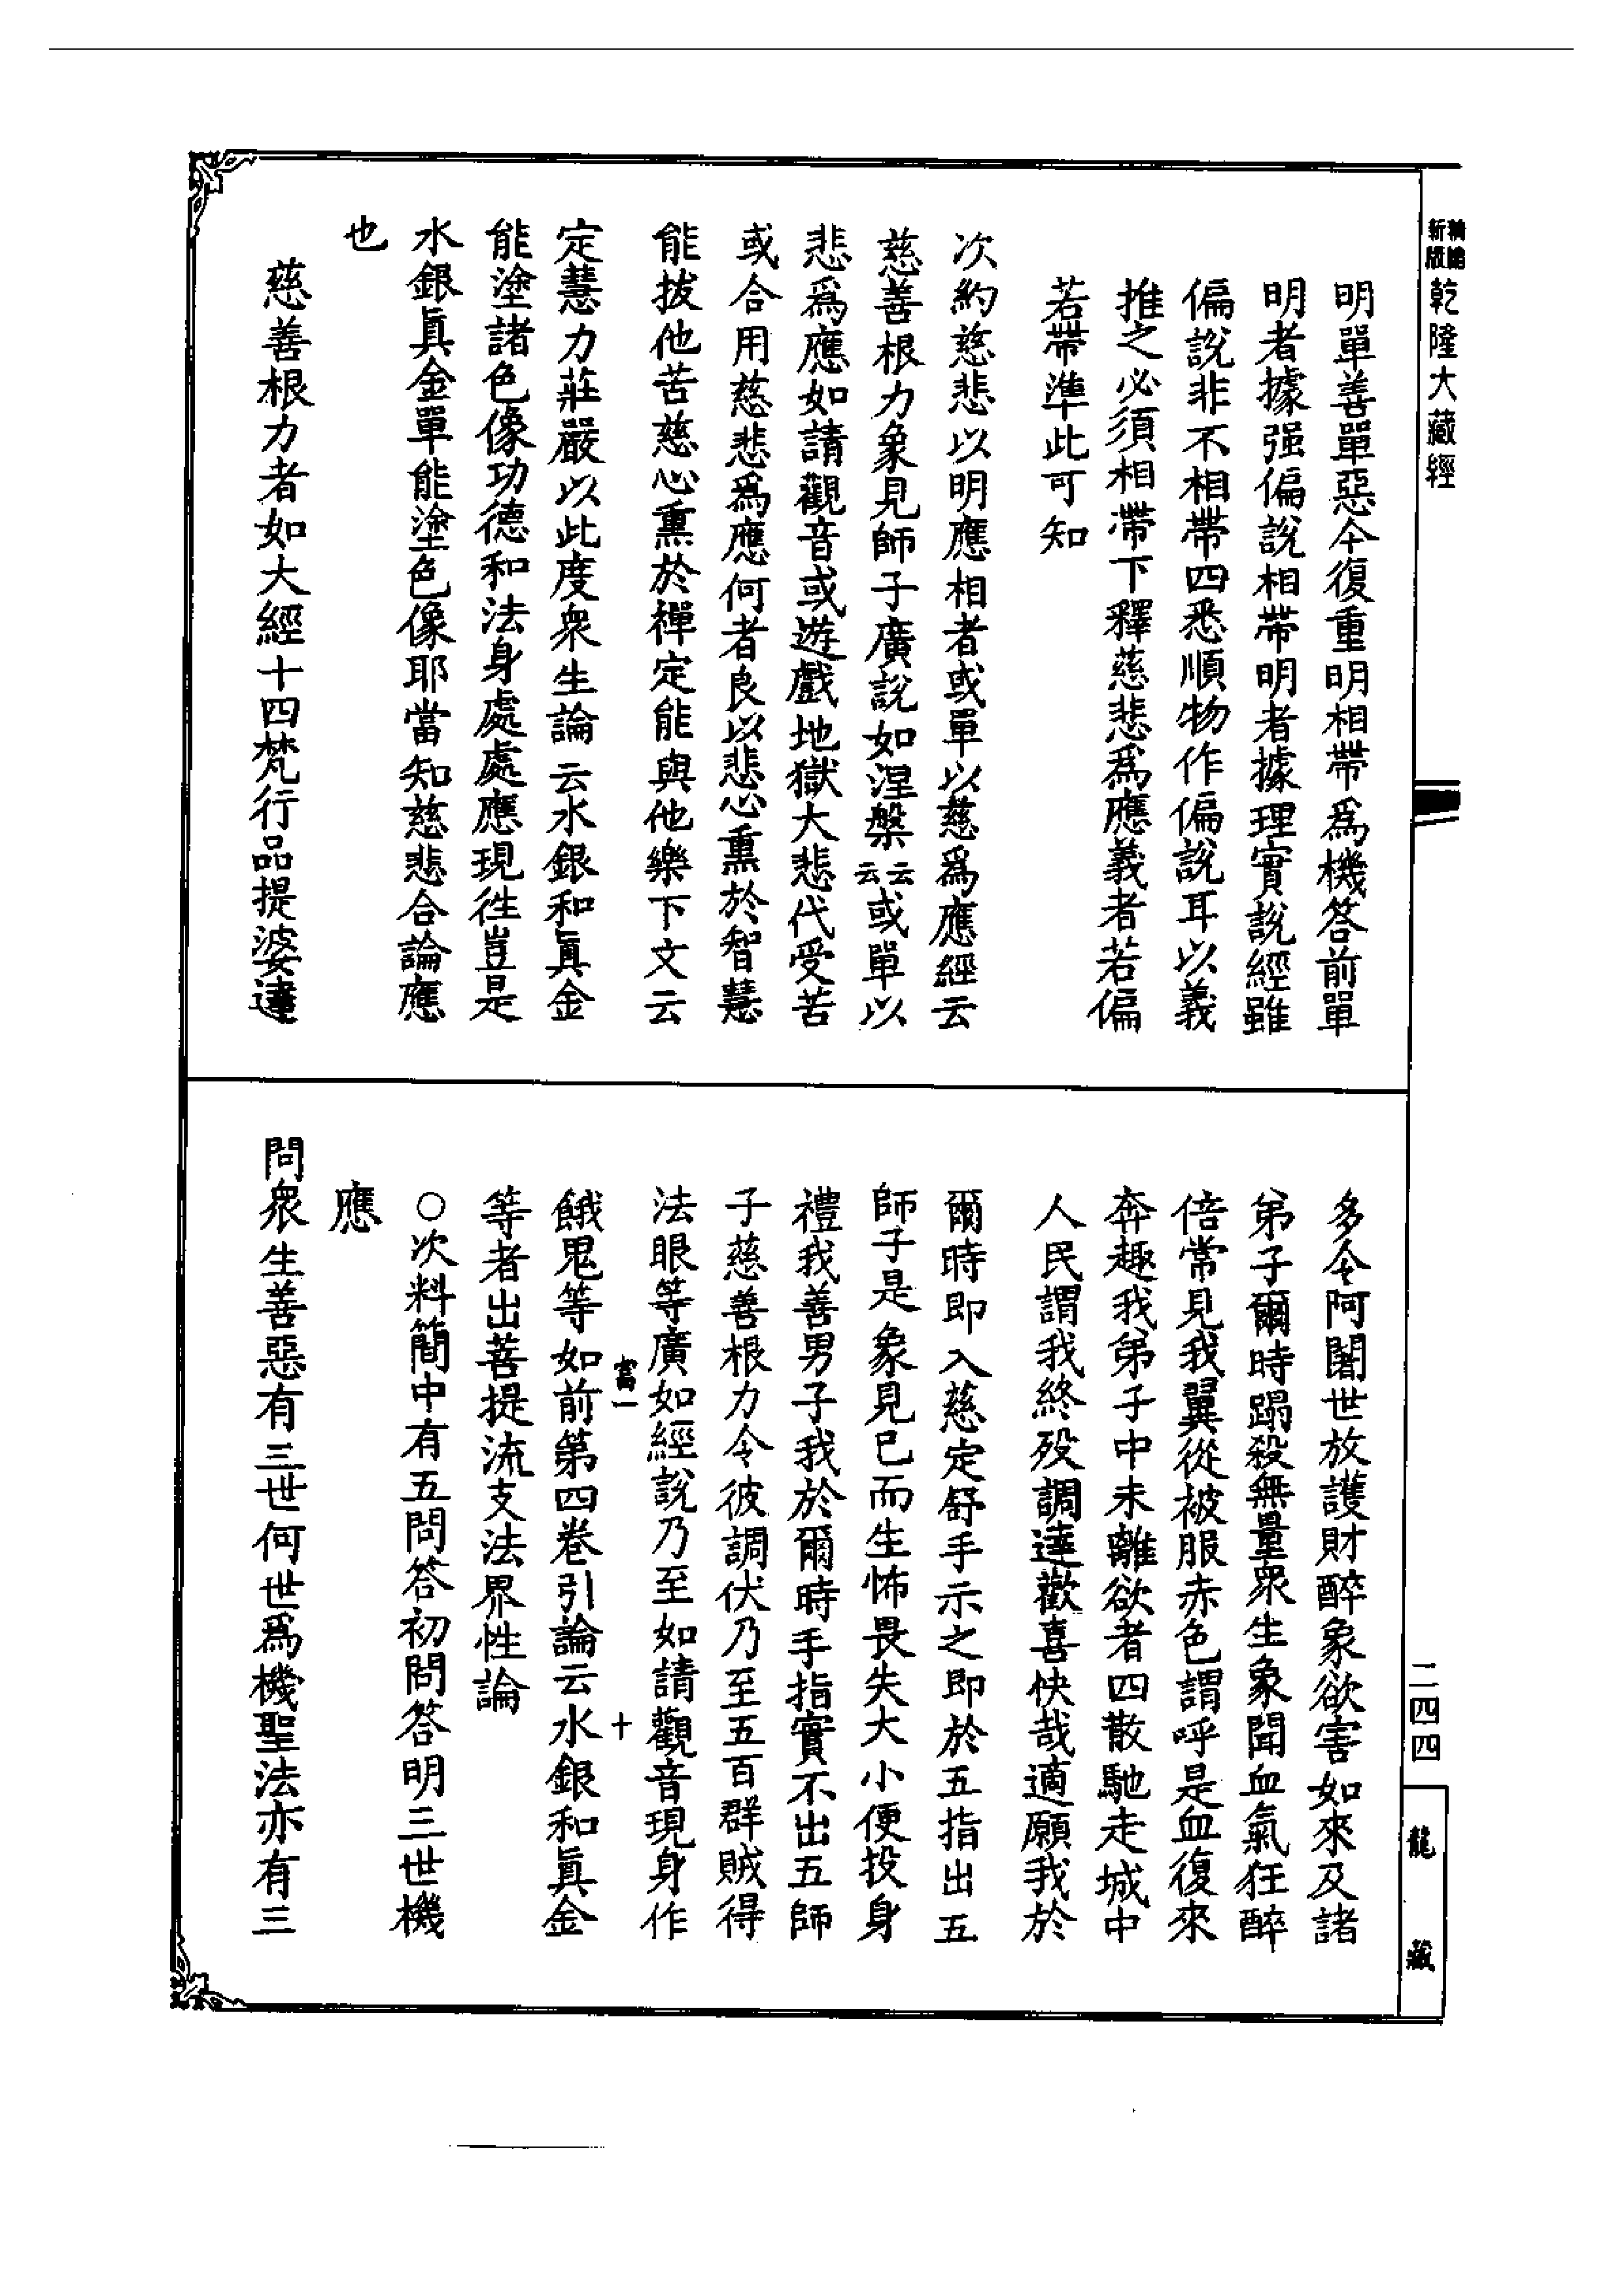 新版
精縮
乾隆大藏經
明單善單惡今復重明相帶爲機答前單
明者據强偏說相帶明者據理實說經雖
偏說非不相帶四悉順物作偏說耳以義
推之必須相帶下釋慈悲爲應義者若偏
若帶準此可知
次約慈悲以明應相者或單以慈爲應經云
慈善根力象見師子廣說如涅槃云云或單以
悲爲應如請觀音或遊戲地獄大悲代受苦
或合用慈悲爲應何者良以悲心熏於智慧
能拔他苦慈心熏於禪定能與他樂下文云
定慧力莊嚴以此度衆生論云水銀和眞金
能塗諸色像功德和法身處處應現徃豈是
水銀眞金單能塗色像耶當知慈悲合論應
也
慈善根力者如大經十四梵行品提婆達
多令阿闍世放護財醉象欲害如來及諸
弟子爾時蹋殺無量衆生象聞血氣狂醉
倍常見我翼從被服赤色謂呼是血復來
奔趣我弟子中未離欲者四散馳走城中
人民謂我終歿調達歡喜快哉適願我於
爾時即入慈定舒手示之即於五指出五
師子是象見已而生怖畏失大小便投身
禮我善男子我於爾時手指實不出五師
子慈善根力令彼調伏乃至五百群賊得
法眼等廣如經說乃至如請觀音現身作
富一
十
餓鬼等如前第四卷引論云水銀和眞金
等者出菩提流支法界性論
○次料簡中有五問答初問答明三世機
應
問衆生善惡有三世何世爲機聖法亦有三
二四四
龍藏